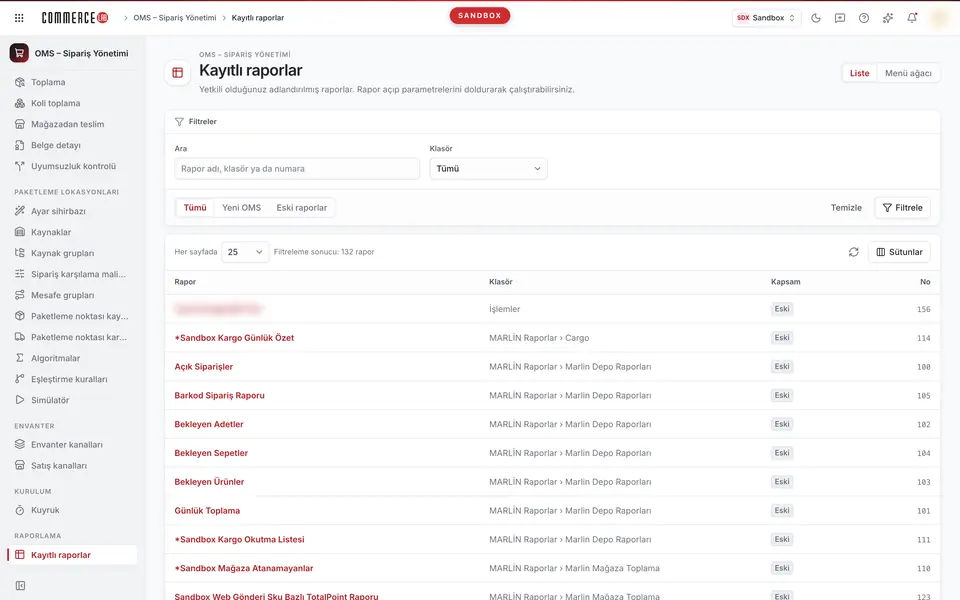 COMMERCE LAB
OMS – Sipariş Yönetimi
Kayıtlı raporlar
SANDBOX
SDX Sandbox
OMS – Sipariş Yönetimi
Toplama
Koli toplama
Mağazadan teslim
Belge detayı
Uyumsuzluk kontrolü
PAKETLEME LOKASYONLARI
Ayar sihirbazı
Kaynaklar
Kaynak grupları
Sipariş karşılama mali...
Mesafe grupları
Paketleme noktası kay...
Paketleme noktası kar...
Algoritmalar
Eşleştirme kuralları
Simülatör
ENVANTER
Envanter kanalları
Satış kanalları
KURULUM
Kuyruk
RAPORLAMA
Kayıtlı raporlar
OMS – SİPARİŞ YÖNETİMİ
Kayıtlı raporlar
Yetkili olduğunuz adlandırılmış raporlar. Rapor açıp parametrelerini doldurarak çalıştırabilirsiniz.
Liste
Menü ağacı
Filtreler
Ara
Klasör
Rapor adı, klasör ya da numara
Tümü
Tümü
Yeni OMS
Eski raporlar
Temizle
Filtrele
Her sayfada 25 Filtreleme sonucu: 132 rapor
Sütunlar
Rapor Klasör Kapsam No
İşlemler Eski 156
*Sandbox Kargo Günlük Özet MARLİN Raporlar › Cargo Eski 114
Açık Siparişler MARLİN Raporlar › Marlin Depo Raporları Eski 100
Barkod Sipariş Raporu MARLİN Raporlar › Marlin Depo Raporları Eski 105
Bekleyen Adetler MARLİN Raporlar › Marlin Depo Raporları Eski 102
Bekleyen Sepetler MARLİN Raporlar › Marlin Depo Raporları Eski 104
Bekleyen Ürünler MARLİN Raporlar › Marlin Depo Raporları Eski 103
Günlük Toplama MARLİN Raporlar › Marlin Depo Raporları Eski 101
*Sandbox Kargo Okutma Listesi MARLİN Raporlar › Marlin Depo Raporları Eski 111
*Sandbox Mağaza Atanamayanlar MARLİN Raporlar › Marlin Mağaza Toplama Eski 110
Sandbox Web Gönderi Sku Bazlı TotalPoint Raporu MARLİN Raporlar › Marlin Mağaza Toplama Eski 123